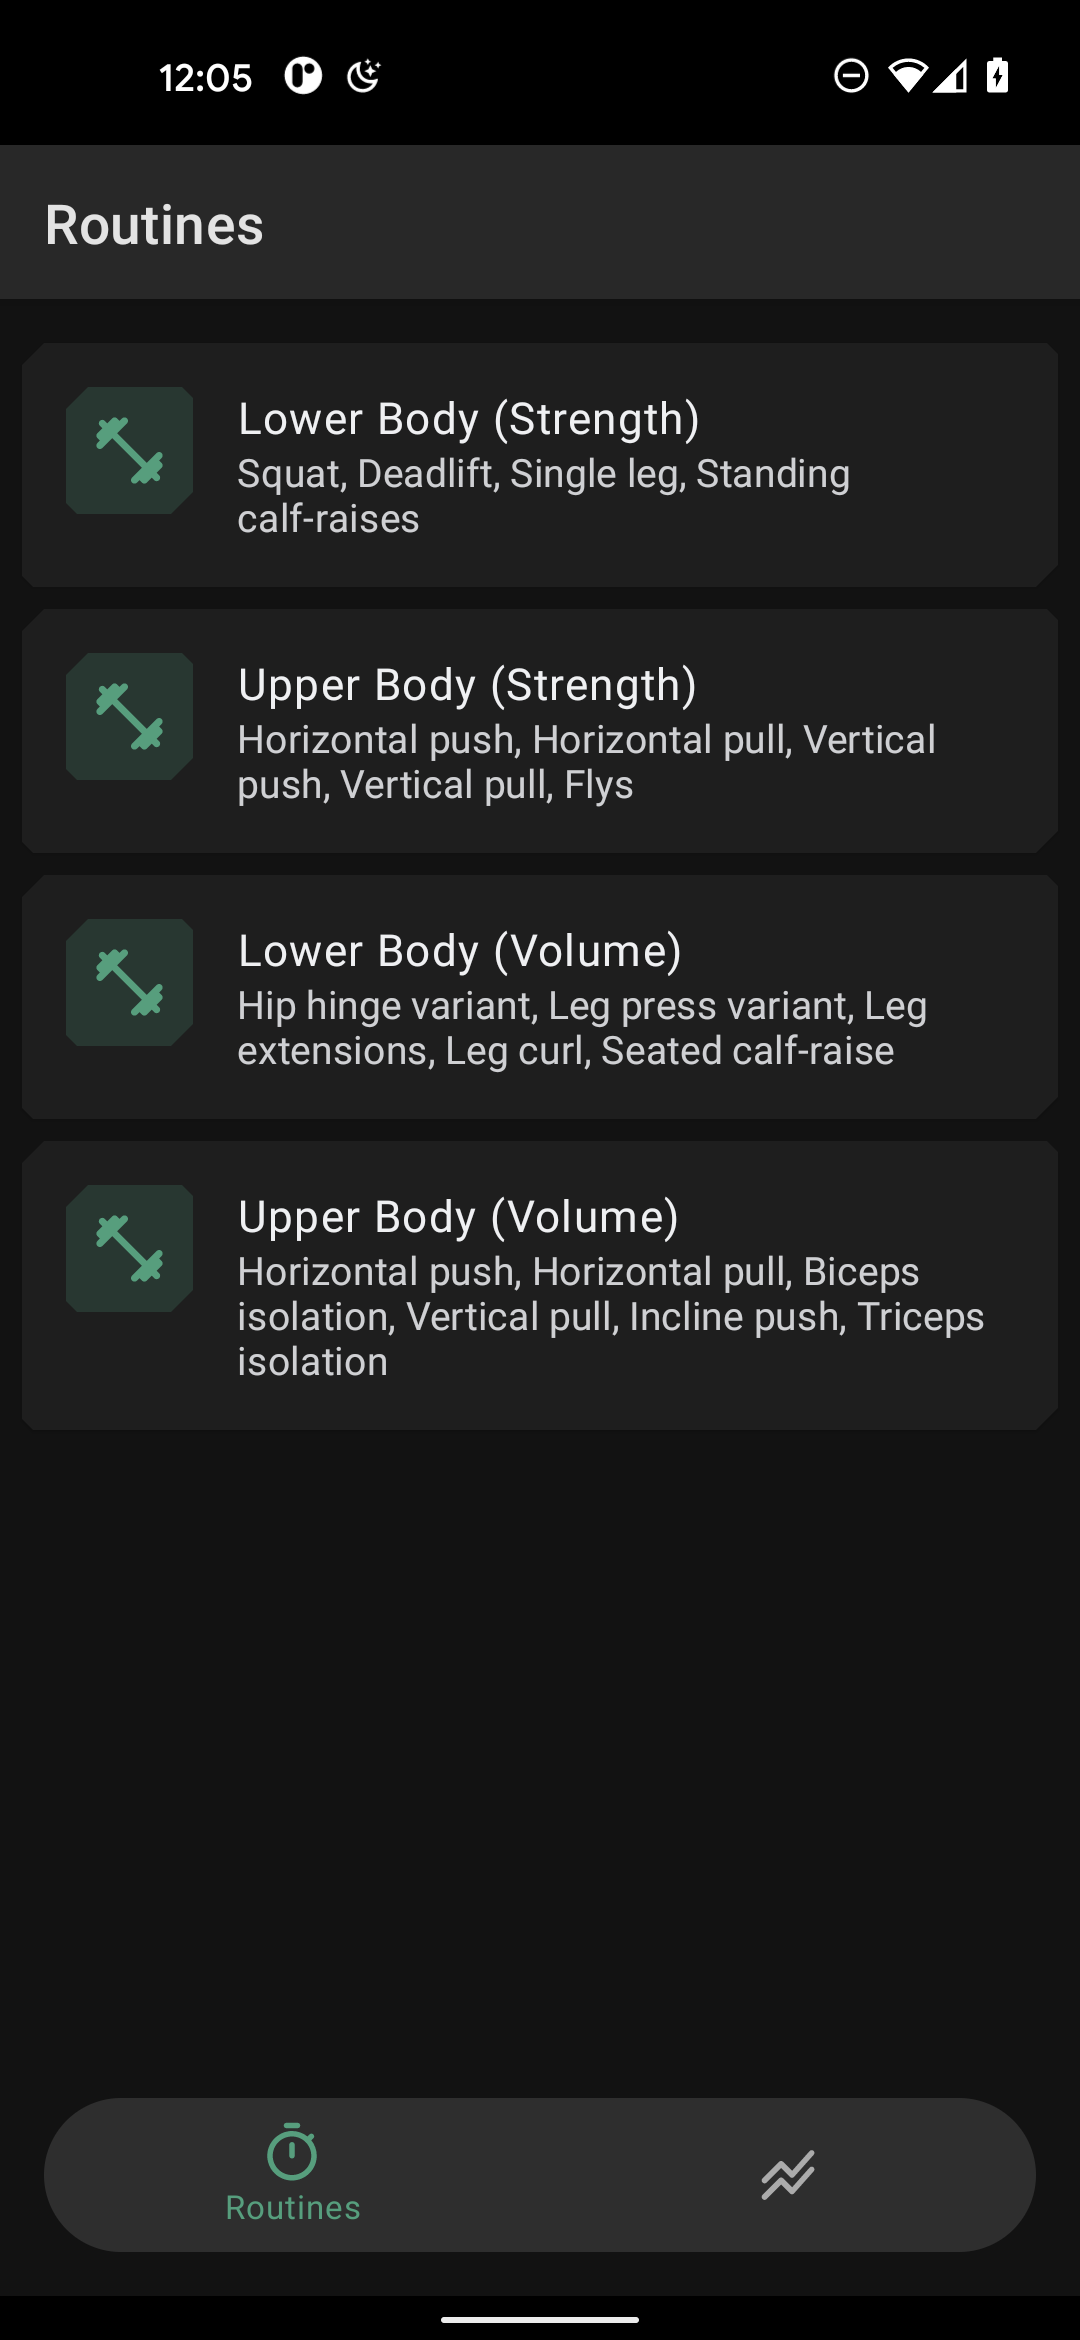 12:05
Routines
Lower Body (Strength)
Squat, Deadlift, Single leg, Standing
calf-raises
Upper Body (Strength)
Horizontal push, Horizontal pull, Vertical
push, Vertical pull, Flys
Lower Body (Volume)
Hip hinge variant, Leg press variant, Leg
extensions, Leg curl, Seated calf-raise
Upper Body (Volume)
Horizontal push, Horizontal pull, Biceps
isolation, Vertical pull, Incline push, Triceps
isolation
Routines